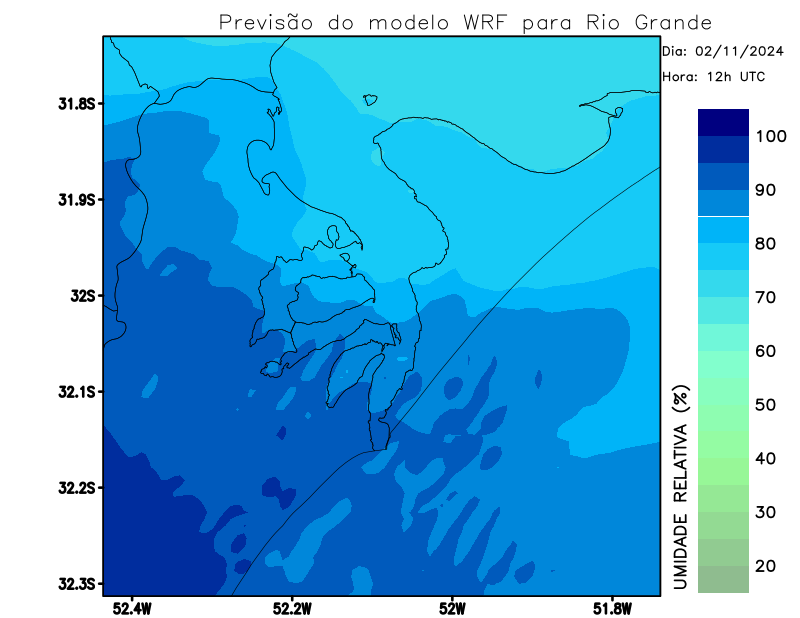 Previsão do modelo WRF para Rio Grande
Dia: 02/11/2024
Hora: 12h UTC
31.8S
31.9S
32S
32.1S
32.2S
32.3S
52.4W
52.2W
52W
51.8W
100
90
80
70
60
50
40
30
20
UMIDADE RELATIVA (%)